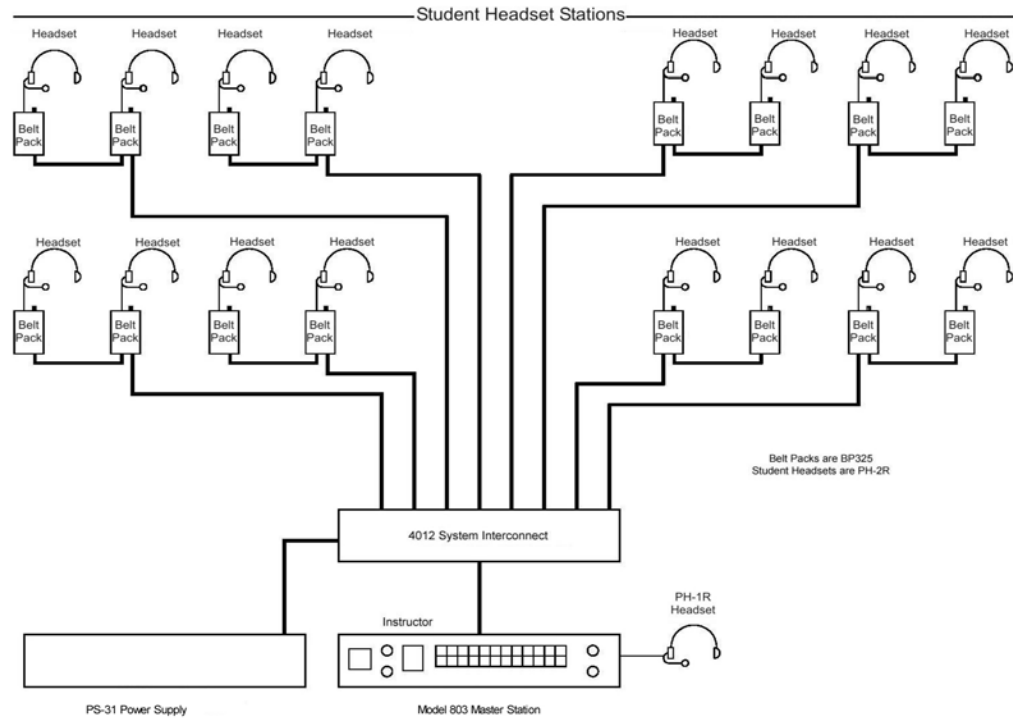 Student Headset Stations
Headset
Headset
Headset
Headset
Headset
Headset
Headset
Headset
Belt
Pack
Belt
Pack
Belt
Pack
Belt
Pack
Belt
Pack
Belt
Pack
Belt
Pack
Belt
Pack
Headset
Headset
Headset
Headset
Headset
Headset
Headset
Headset
Belt
Pack
Belt
Pack
Belt
Pack
Belt
Pack
Belt
Pack
Belt
Pack
Belt
Pack
Belt
Pack
Belt Packs are BP325
Student Headsets are PH-2R
4012 System Interconnect
PH-1R
Headset
Instructor
PS-31 Power Supply
Model 803 Master Station